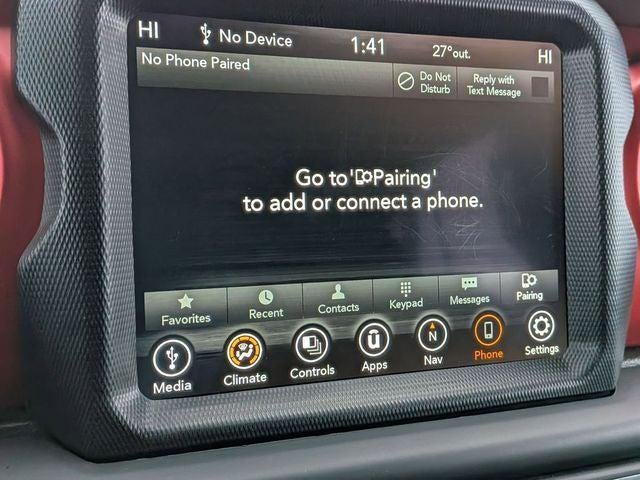 HI No Device 1:41 27°out. HI
No Phone Paired
Do Not
Disturb
Reply with
Text Message
Go to 'Pairing'
to add or connect a phone.
Favorites Recent Contacts Keypad Messages Pairing
Media Climate Controls Apps N Nav Phone Settings